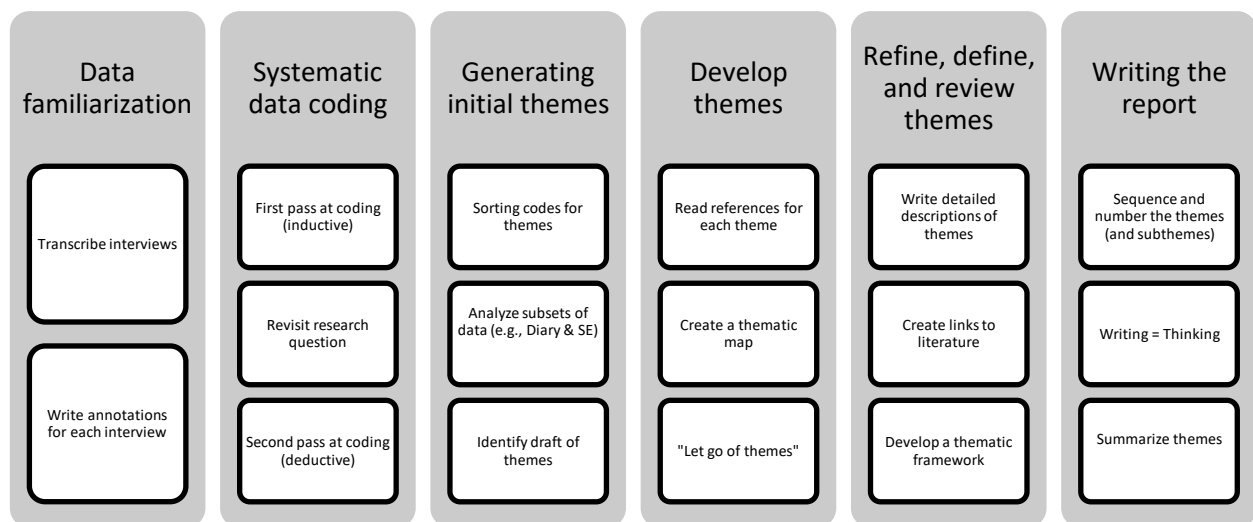 Data
familiarization
Transcribe interviews
Write annotations
for each interview
Systematic
data coding
First pass at coding
(inductive)
Revisit research
question
Second pass at coding
(deductive)
Generating
initial themes
Sorting codes for
themes
Analyze subsets of
data (e.g., Diary & SE)
Identify draft of
themes
Develop
themes
Read references for
each theme
Create a thematic
map
"Let go of themes"
Refine, define,
and review
themes
Write detailed
descriptions of
themes
Create links to
literature
Develop a thematic
framework
Writing the
report
Sequence and
number the themes
(and subthemes)
Writing = Thinking
Summarize themes